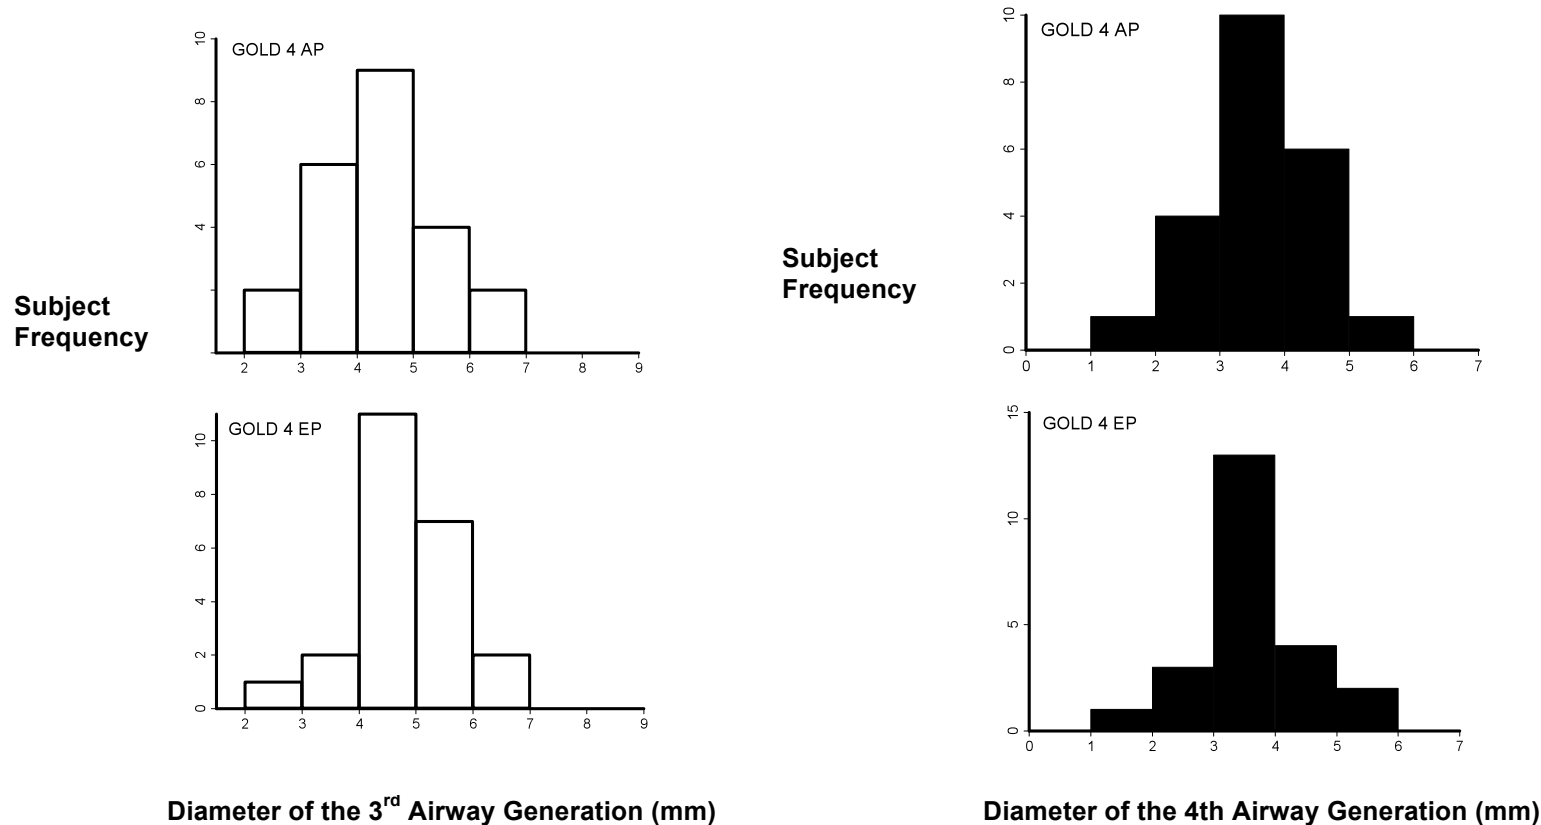 GOLD 4 AP
10
8
6
4
Subject
Frequency
2 3 4 5 6 7 8 9
GOLD 4 EP
10
8
6
4
2
0
2 3 4 5 6 7 8 9
Diameter of the 3rd Airway Generation (mm)
GOLD 4 AP
10
8
6
4
2
0
Subject
Frequency
0 1 2 3 4 5 6 7
GOLD 4 EP
15
10
5
0
0 1 2 3 4 5 6 7
Diameter of the 4th Airway Generation (mm)